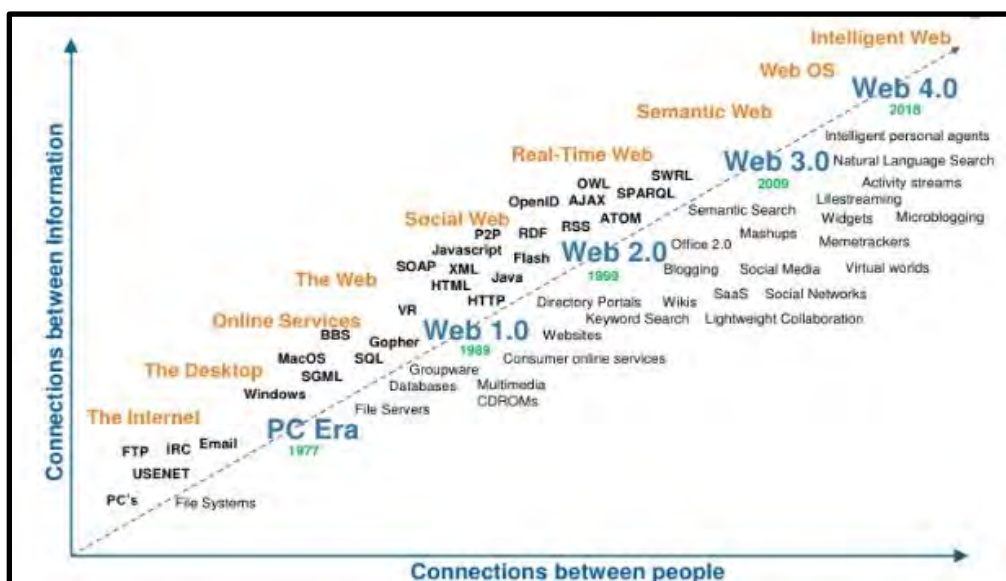 Intelligent Web
Web OS
Web 4.0
2018
Semantic Web
Intelligent personal agents
Real-Time Web
Web 3.0
Natural Language Search
2009
SWRL
OWL
SPARQL
Activity streams
OpenID
AJAX
Lifestreaming
Semantic Search
Social Web
ATOM
Widgets
Microblogging
P2P
RDF
RSS
Mashups
Memetrackers
Javascript
Flash
Web 2.0
Office 2.0
SOAP
XML
Java
1999
Blogging
Social Media
Virtual worlds
The Web
HTML
HTTP
Directory Portals
Wikis
SaaS
Social Networks
VR
Keyword Search
Lightweight Collaboration
Online Services
BBS
Gopher
Web 1.0
Websites
1989
MacOS
SQL
Consumer online services
The Desktop
SGML
Groupware
Windows
Databases
Multimedia
CDROMs
File Servers
The Internet
PC Era
1977
FTP
IRC
Email
USENET
PC's
File Systems
Connections between Information
Connections between people